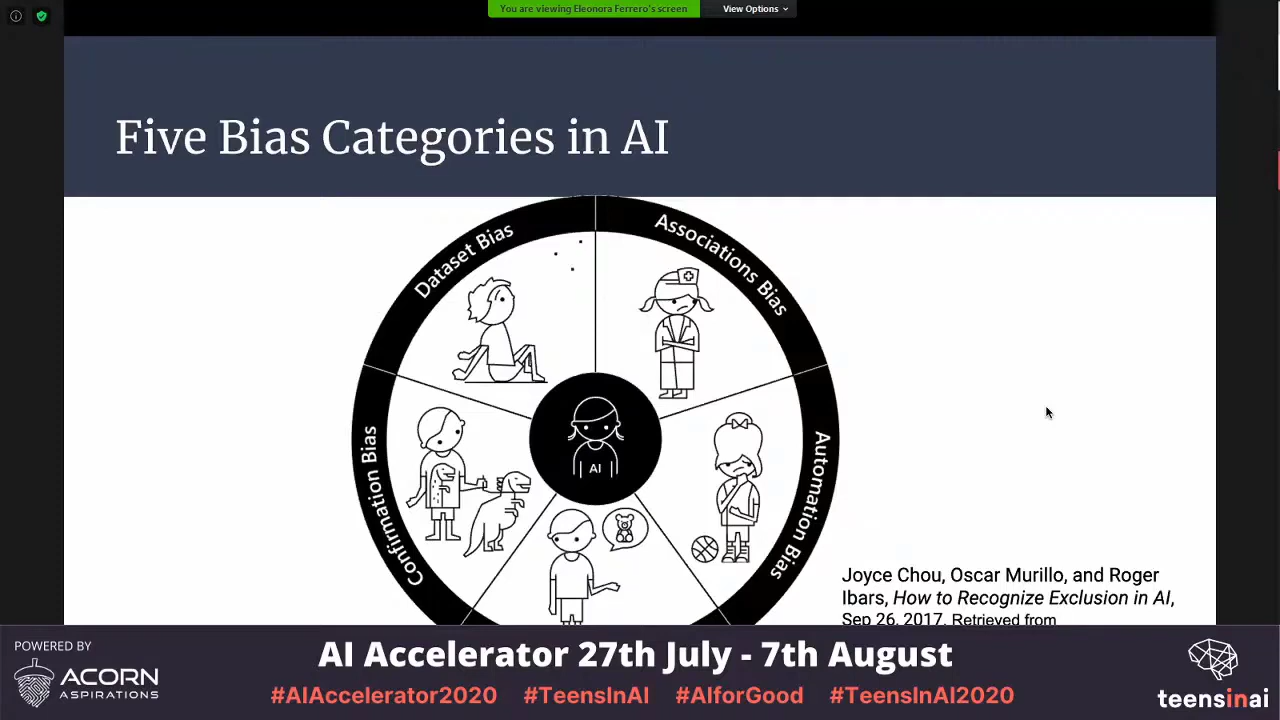 You are viewing Eleonora Ferrero's screen
View Options
Five Bias Categories in AI
Dataset Bias
Associations Bias
Confirmation Bias
Automation Bias
AI
Joyce Chou, Oscar Murillo, and Roger
Ibars, How to Recognize Exclusion in AI,
Sep 26, 2017. Retrieved from
POWERED BY
ACORN
ASPIRATIONS
AI Accelerator 27th July - 7th August
#AIAccelerator2020 #TeensInAI #AIforGood #TeensInAI2020
teensinai